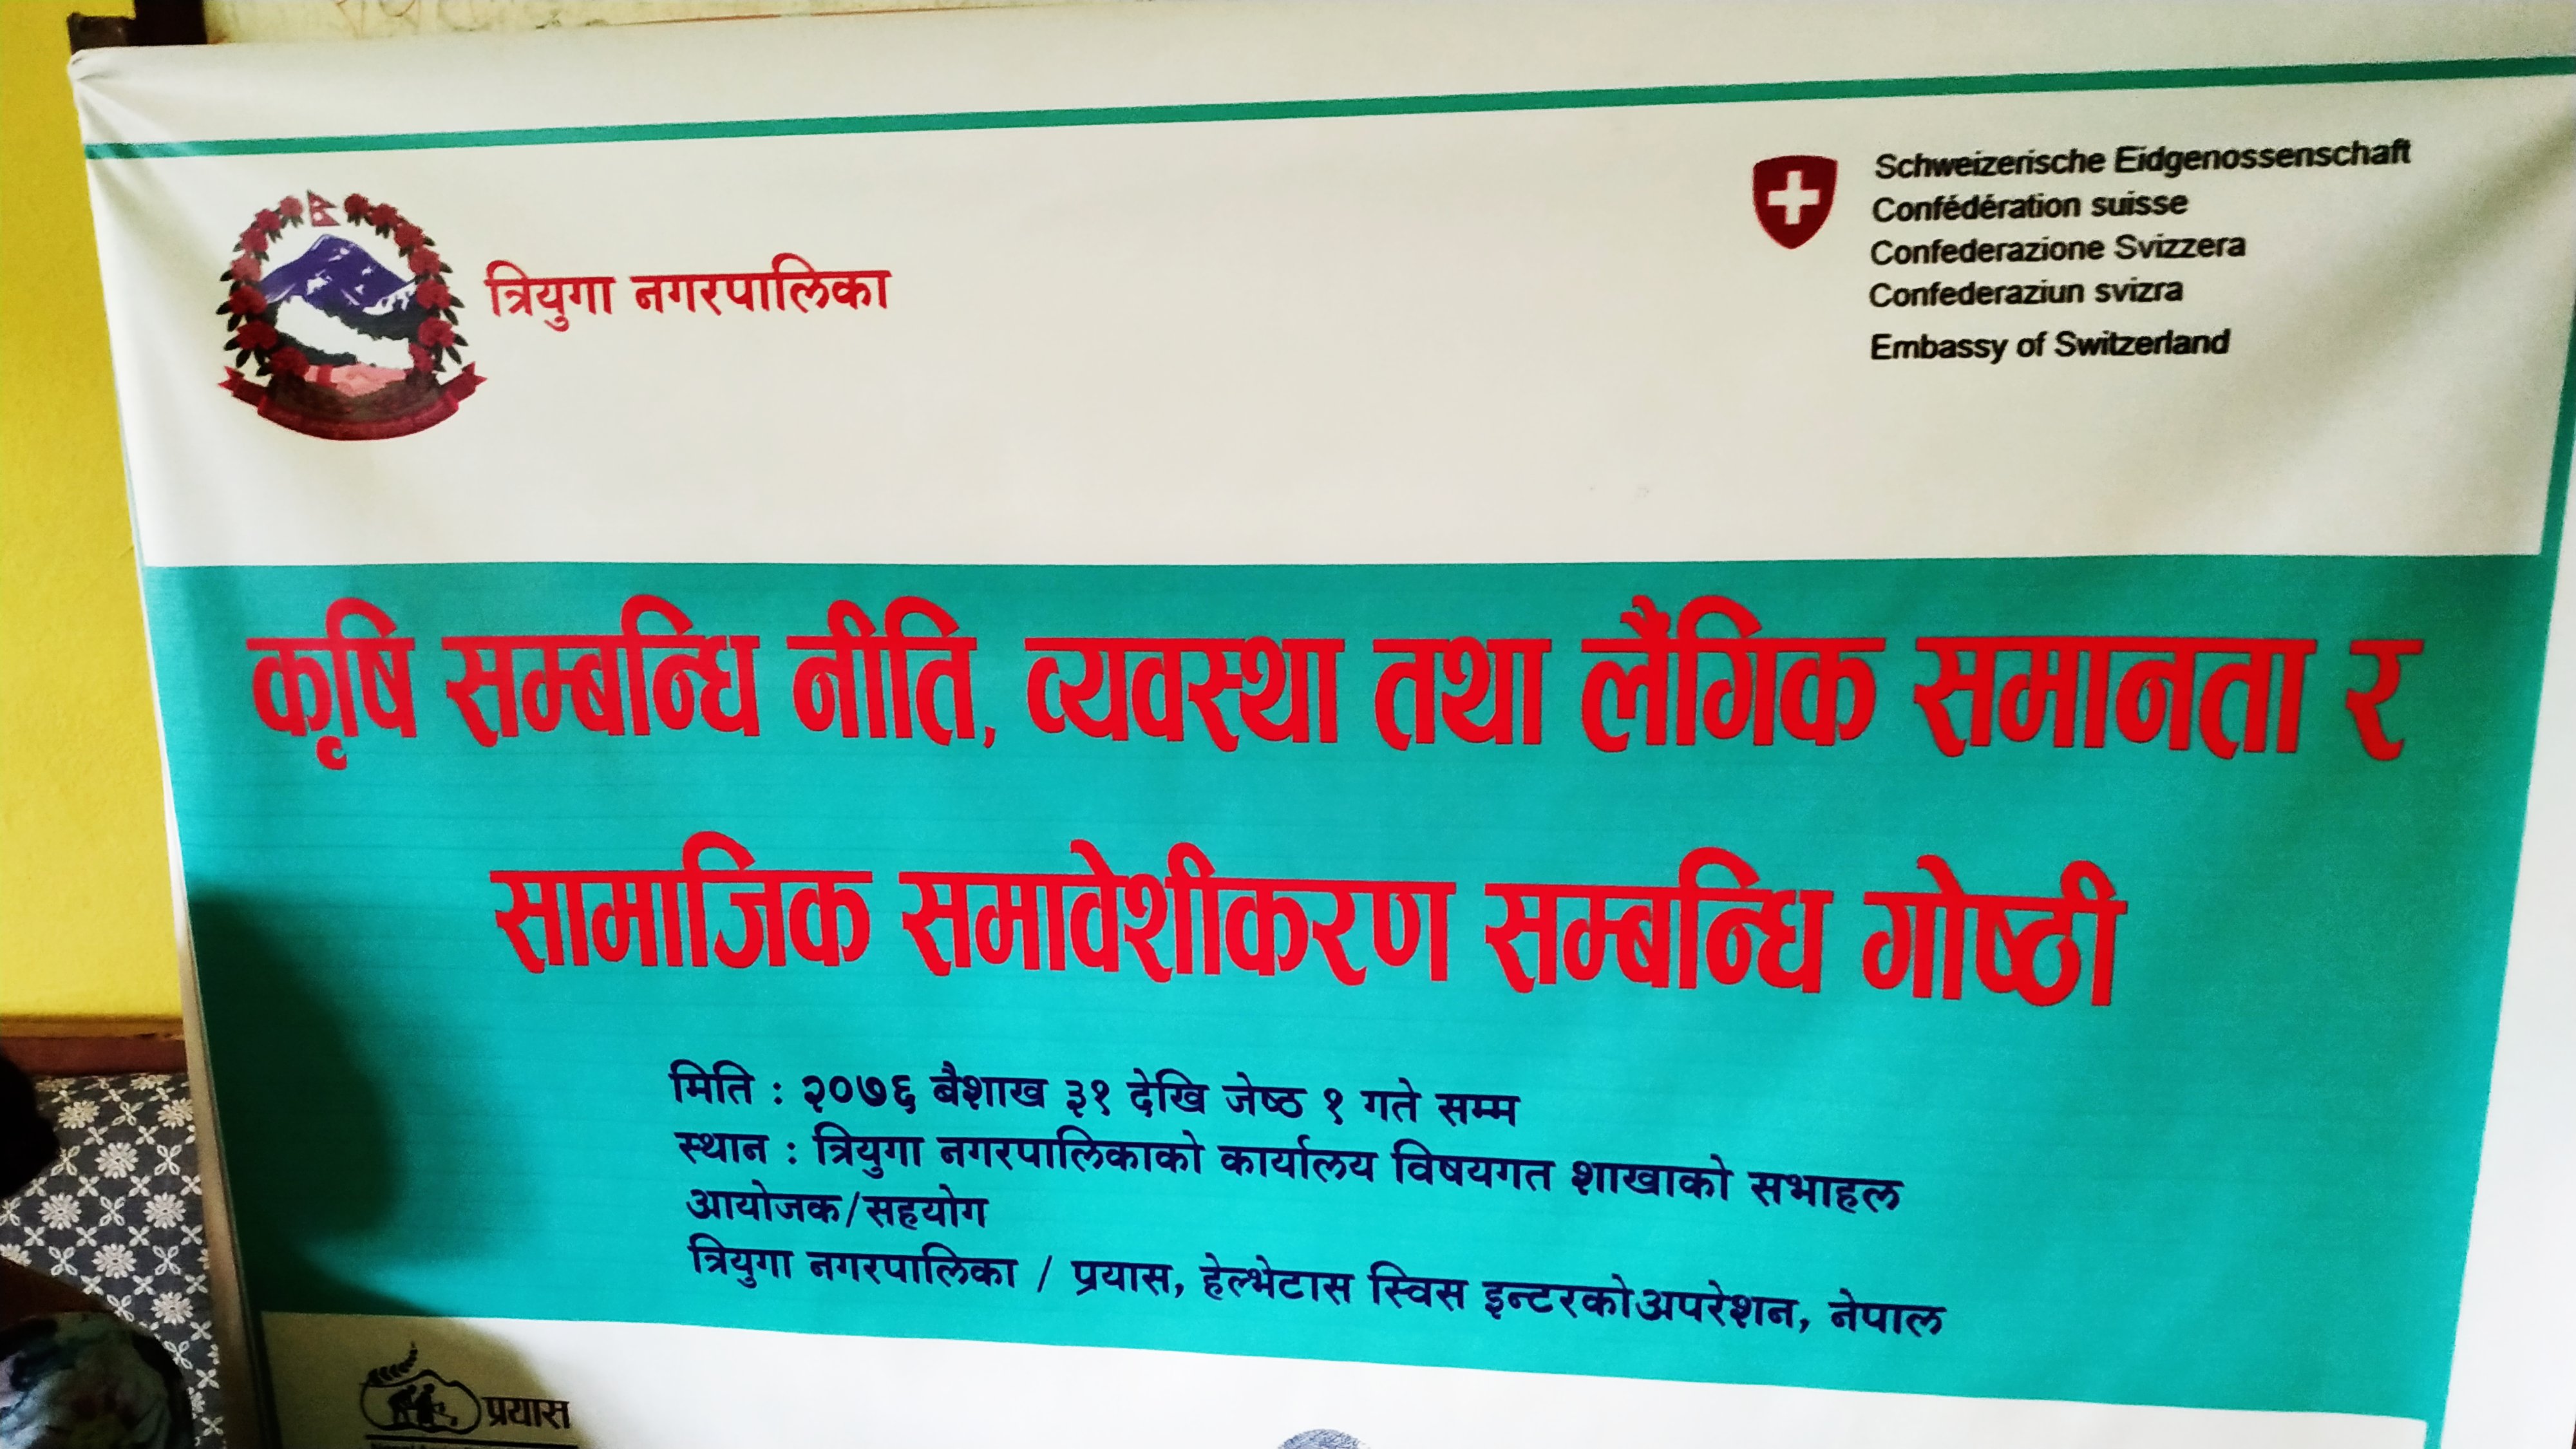 त्रियुगा नगरपालिका
Schweizerische Eidgenossenschaft
Confédération suisse
Confederazione Svizzera
Confederaziun svizra
Embassy of Switzerland
कृषि सम्बन्धि नीति, व्यवस्था तथा लैंगिक समानता र
सामाजिक समावेशीकरण सम्बन्धि गोष्ठी
मिति : २०७६ बैशाख ३१ देखि जेष्ठ १ गते सम्म
स्थान : त्रियुगा नगरपालिकाको कार्यालय विषयगत शाखाको सभाहल
आयोजक/सहयोग
त्रियुगा नगरपालिका / प्रयास, हेल्भेटास स्विस इन्टरकोअपरेशन, नेपाल
प्रयास